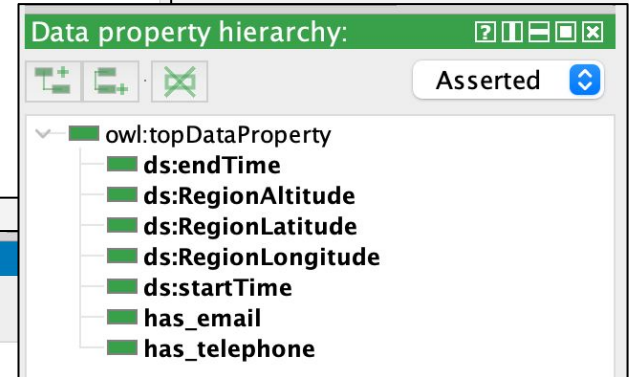 Data property hierarchy:
Asserted
owl:topDataProperty
ds:endTime
ds:RegionAltitude
ds:RegionLatitude
ds:RegionLongitude
ds:startTime
has_email
has_telephone